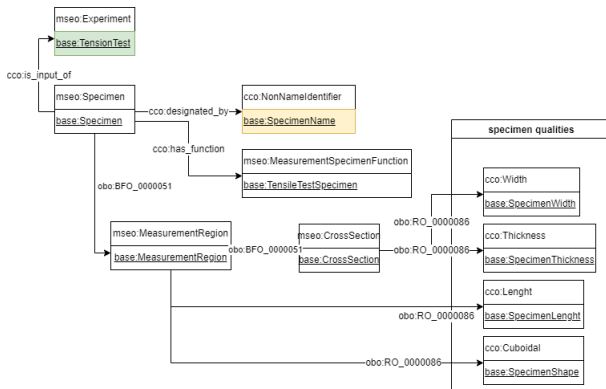 mseo:Experiment
base:TensionTest
cco:is_input_of
mseo:Specimen
base:Specimen
cco:designated_by
cco:NonNameIdentifier
base:SpecimenName
cco:has_function
mseo:MeasurementSpecimenFunction
base:TensileTestSpecimen
specimen qualities
obo:BFO_0000051
cco:Width
base:SpecimenWidth
obo:RO_0000086
mseo:MeasurementRegion
base:MeasurementRegion
obo:BFO_0000051
mseo:CrossSection
base:CrossSection
obo:RO_0000086
cco:Thickness
base:SpecimenThickness
cco:Lenght
base:SpecimenLenght
obo:RO_0000086
cco:Cuboidal
base:SpecimenShape
obo:RO_0000086